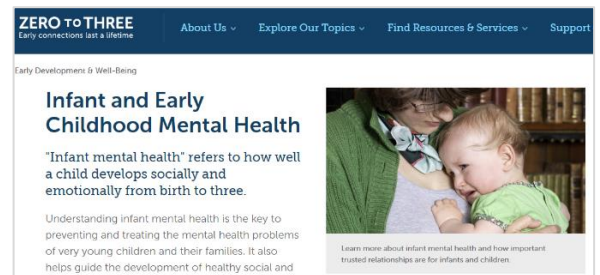 ZERO TO THREE
Early connections last a lifetime
About Us
Explore Our Topics
Find Resources & Services
Support
Early Development & Well-Being
Infant and Early
Childhood Mental Health
"Infant mental health" refers to how well
a child develops socially and
emotionally from birth to three.
Understanding infant mental health is the key to
preventing and treating the mental health problems
of very young children and their families. It also
helps guide the development of healthy social and
Learn more about infant mental health and how important
trusted relationships are for infants and children.